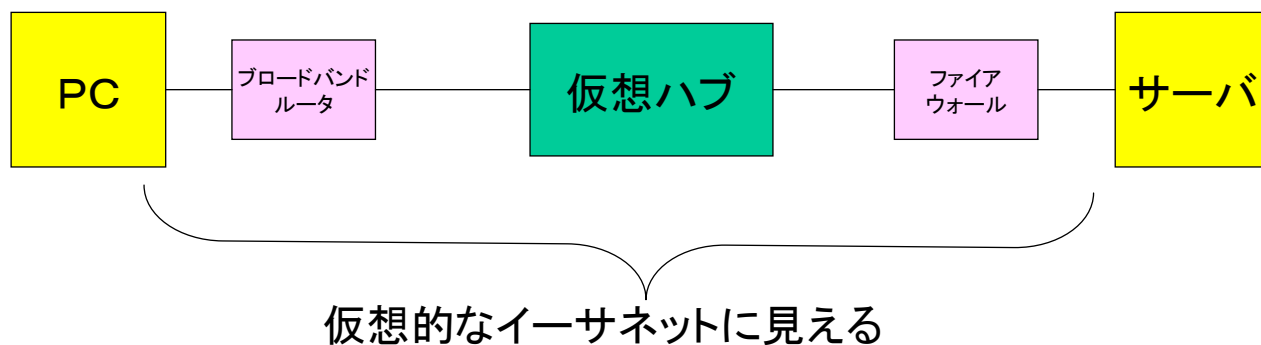 PC
ブロードバンド
ルータ
仮想ハブ
ファイア
ウォール
サーバ
仮想的なイーサネットに見える